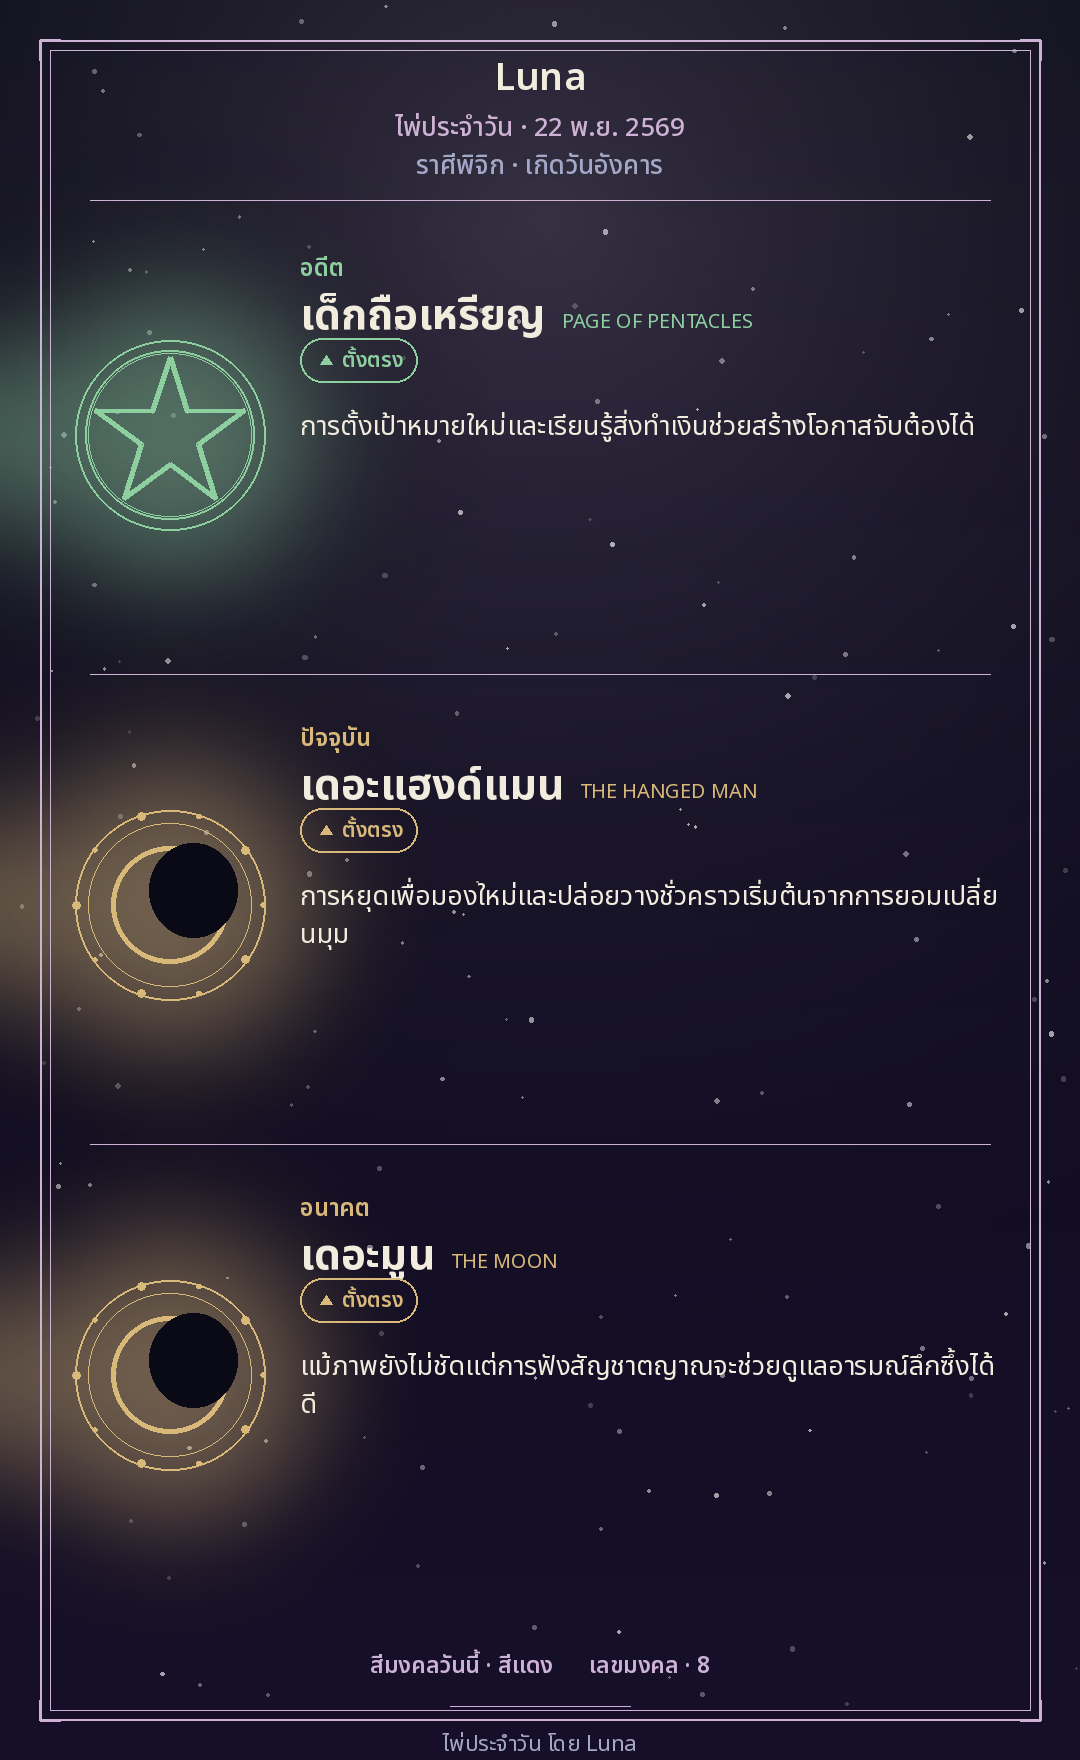 Luna
ไพ่ประจำวัน · 22 พ.ย. 2569
ราศีพิจิก · เกิดวันอังคาร
อดีต
เด็กถือเหรียญ PAGE OF PENTACLES
▲ ตั้งตรง
การตั้งเป้าหมายใหม่และเรียนรู้สิ่งทำเงินช่วยสร้างโอกาสจับต้องได้
ปัจจุบัน
เดอะแฮงด์แมน THE HANGED MAN
▲ ตั้งตรง
การหยุดเพื่อมองใหม่และปล่อยวางชั่วคราวเริ่มต้นจากการยอมเปลี่ย
นมุม
อนาคต
เดอะมูน THE MOON
▲ ตั้งตรง
แม้ภาพยังไม่ชัดแต่การฟังสัญชาตญาณจะช่วยดูแลอารมณ์ลึกซึ้งได้
ดี
สีมงคลวันนี้ · สีแดง เลขมงคล · 8
ไพ่ประจำวัน โดย Luna